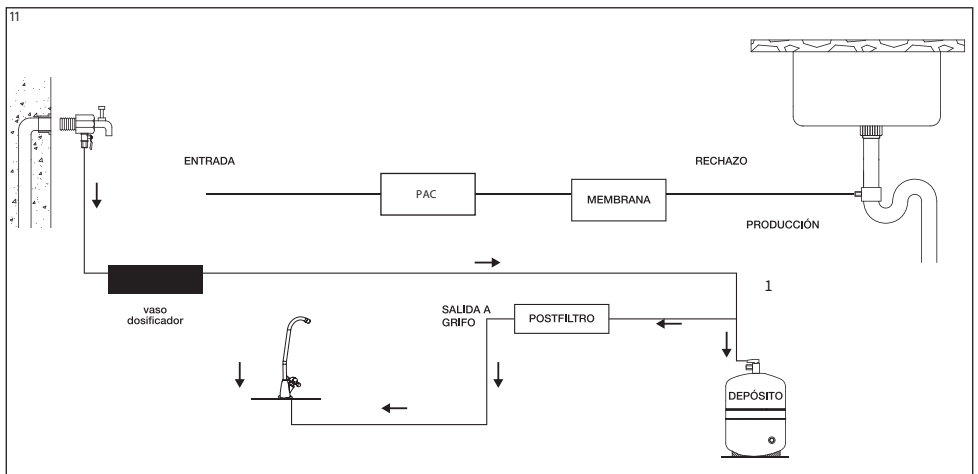 11
ENTRADA
RECHAZO
PAC
MEMBRANA
PRODUCCIÓN
1
vaso
dosificador
SALIDA A
GRIFO
POSTFILTRO
DEPÓSITO